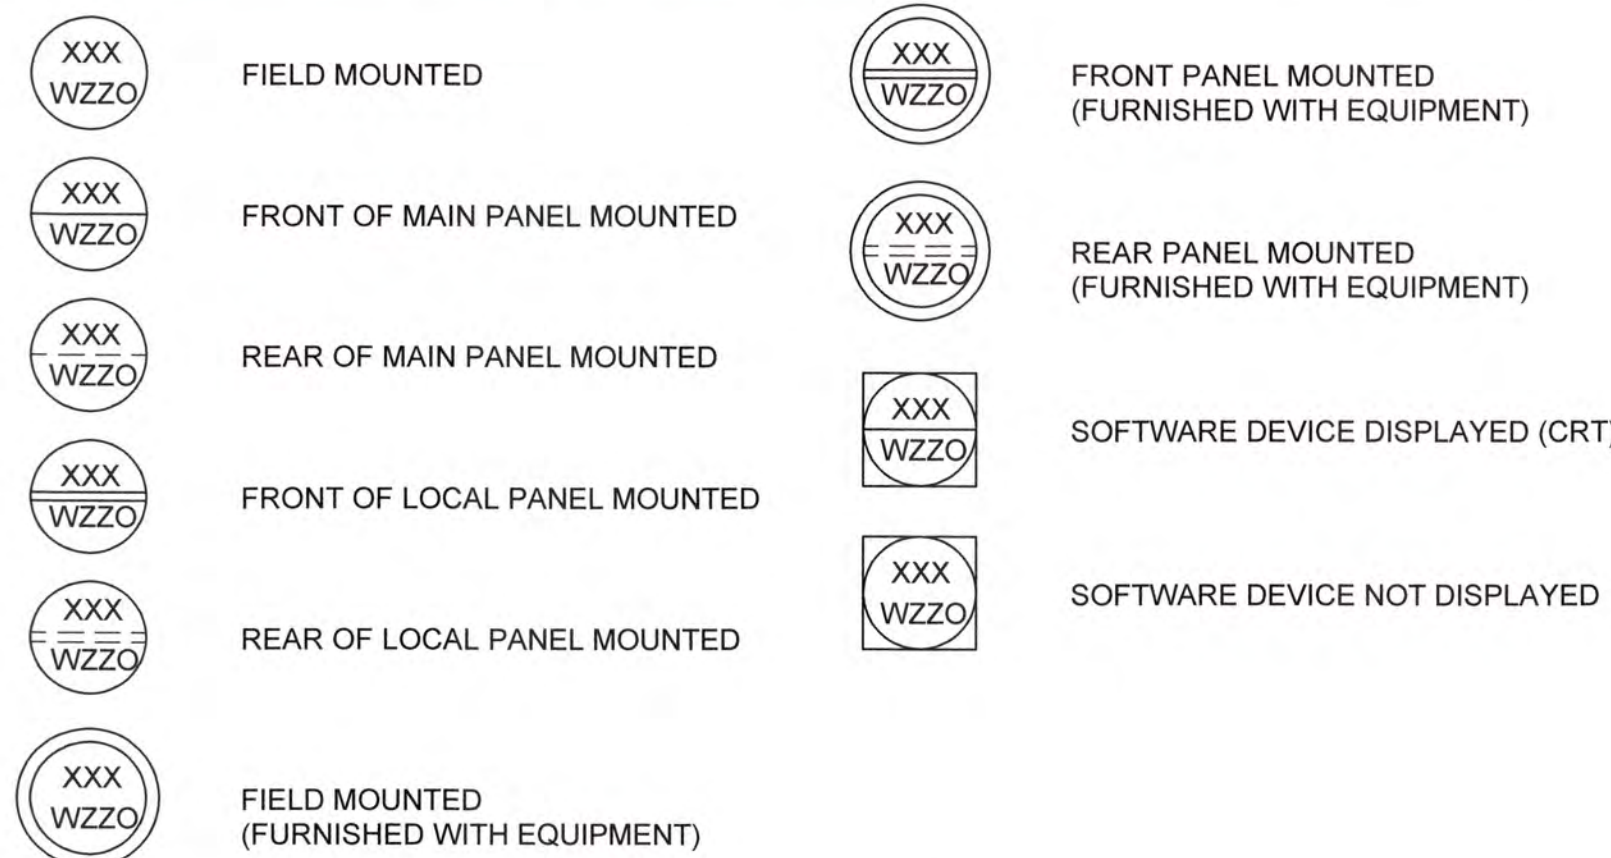 XXX
WZZO
FIELD MOUNTED
XXX
WZZO
FRONT OF MAIN PANEL MOUNTED
XXX
WZZO
REAR OF MAIN PANEL MOUNTED
XXX
WZZO
FRONT OF LOCAL PANEL MOUNTED
XXX
WZZO
REAR OF LOCAL PANEL MOUNTED
XXX
WZZO
FIELD MOUNTED
(FURNISHED WITH EQUIPMENT)
XXX
WZZO
FRONT PANEL MOUNTED
(FURNISHED WITH EQUIPMENT)
XXX
WZZO
REAR PANEL MOUNTED
(FURNISHED WITH EQUIPMENT)
XXX
WZZO
SOFTWARE DEVICE DISPLAYED (CRT)
XXX
WZZO
SOFTWARE DEVICE NOT DISPLAYED